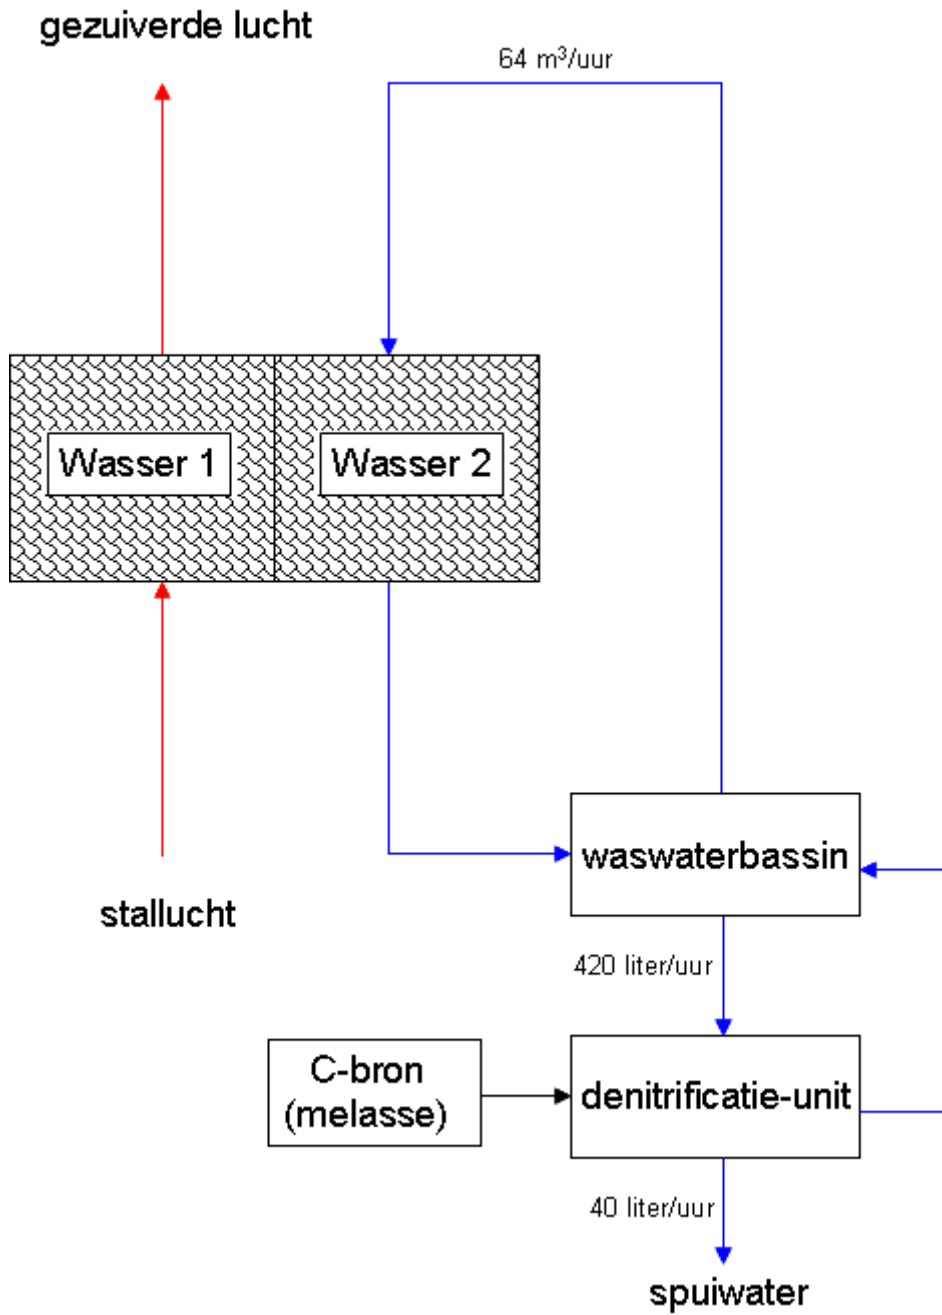 gezuiverde lucht
64 m³/uur
Wasser 1
Wasser 2
waswaterbassin
stallucht
420 liter/uur
C-bron
(melasse)
denitrificatie-unit
40 liter/uur
spuiwater